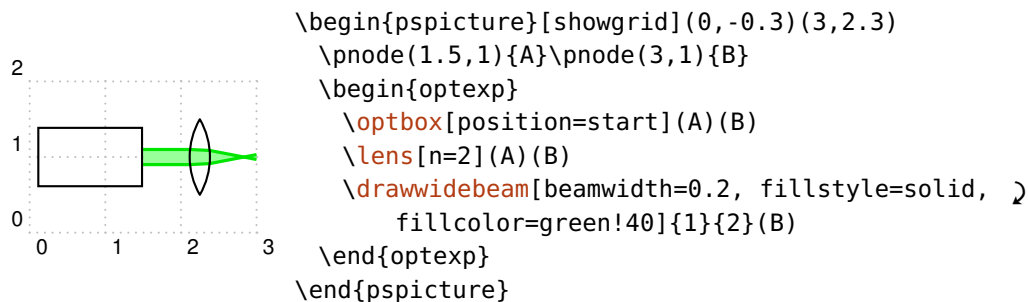 \begin{pspicture}[showgrid](0,-0.3)(3,2.3)
\pnode(1.5,1){A}\pnode(3,1){B}
\begin{optexp}
\optbox[position=start](A)(B)
\lens[n=2](A)(B)
\drawwidebeam[beamwidth=0.2, fillstyle=solid,
fillcolor=green!40]{1}{2}(B)
\end{optexp}
\end{pspicture}
2
1
0
0 1 2 3